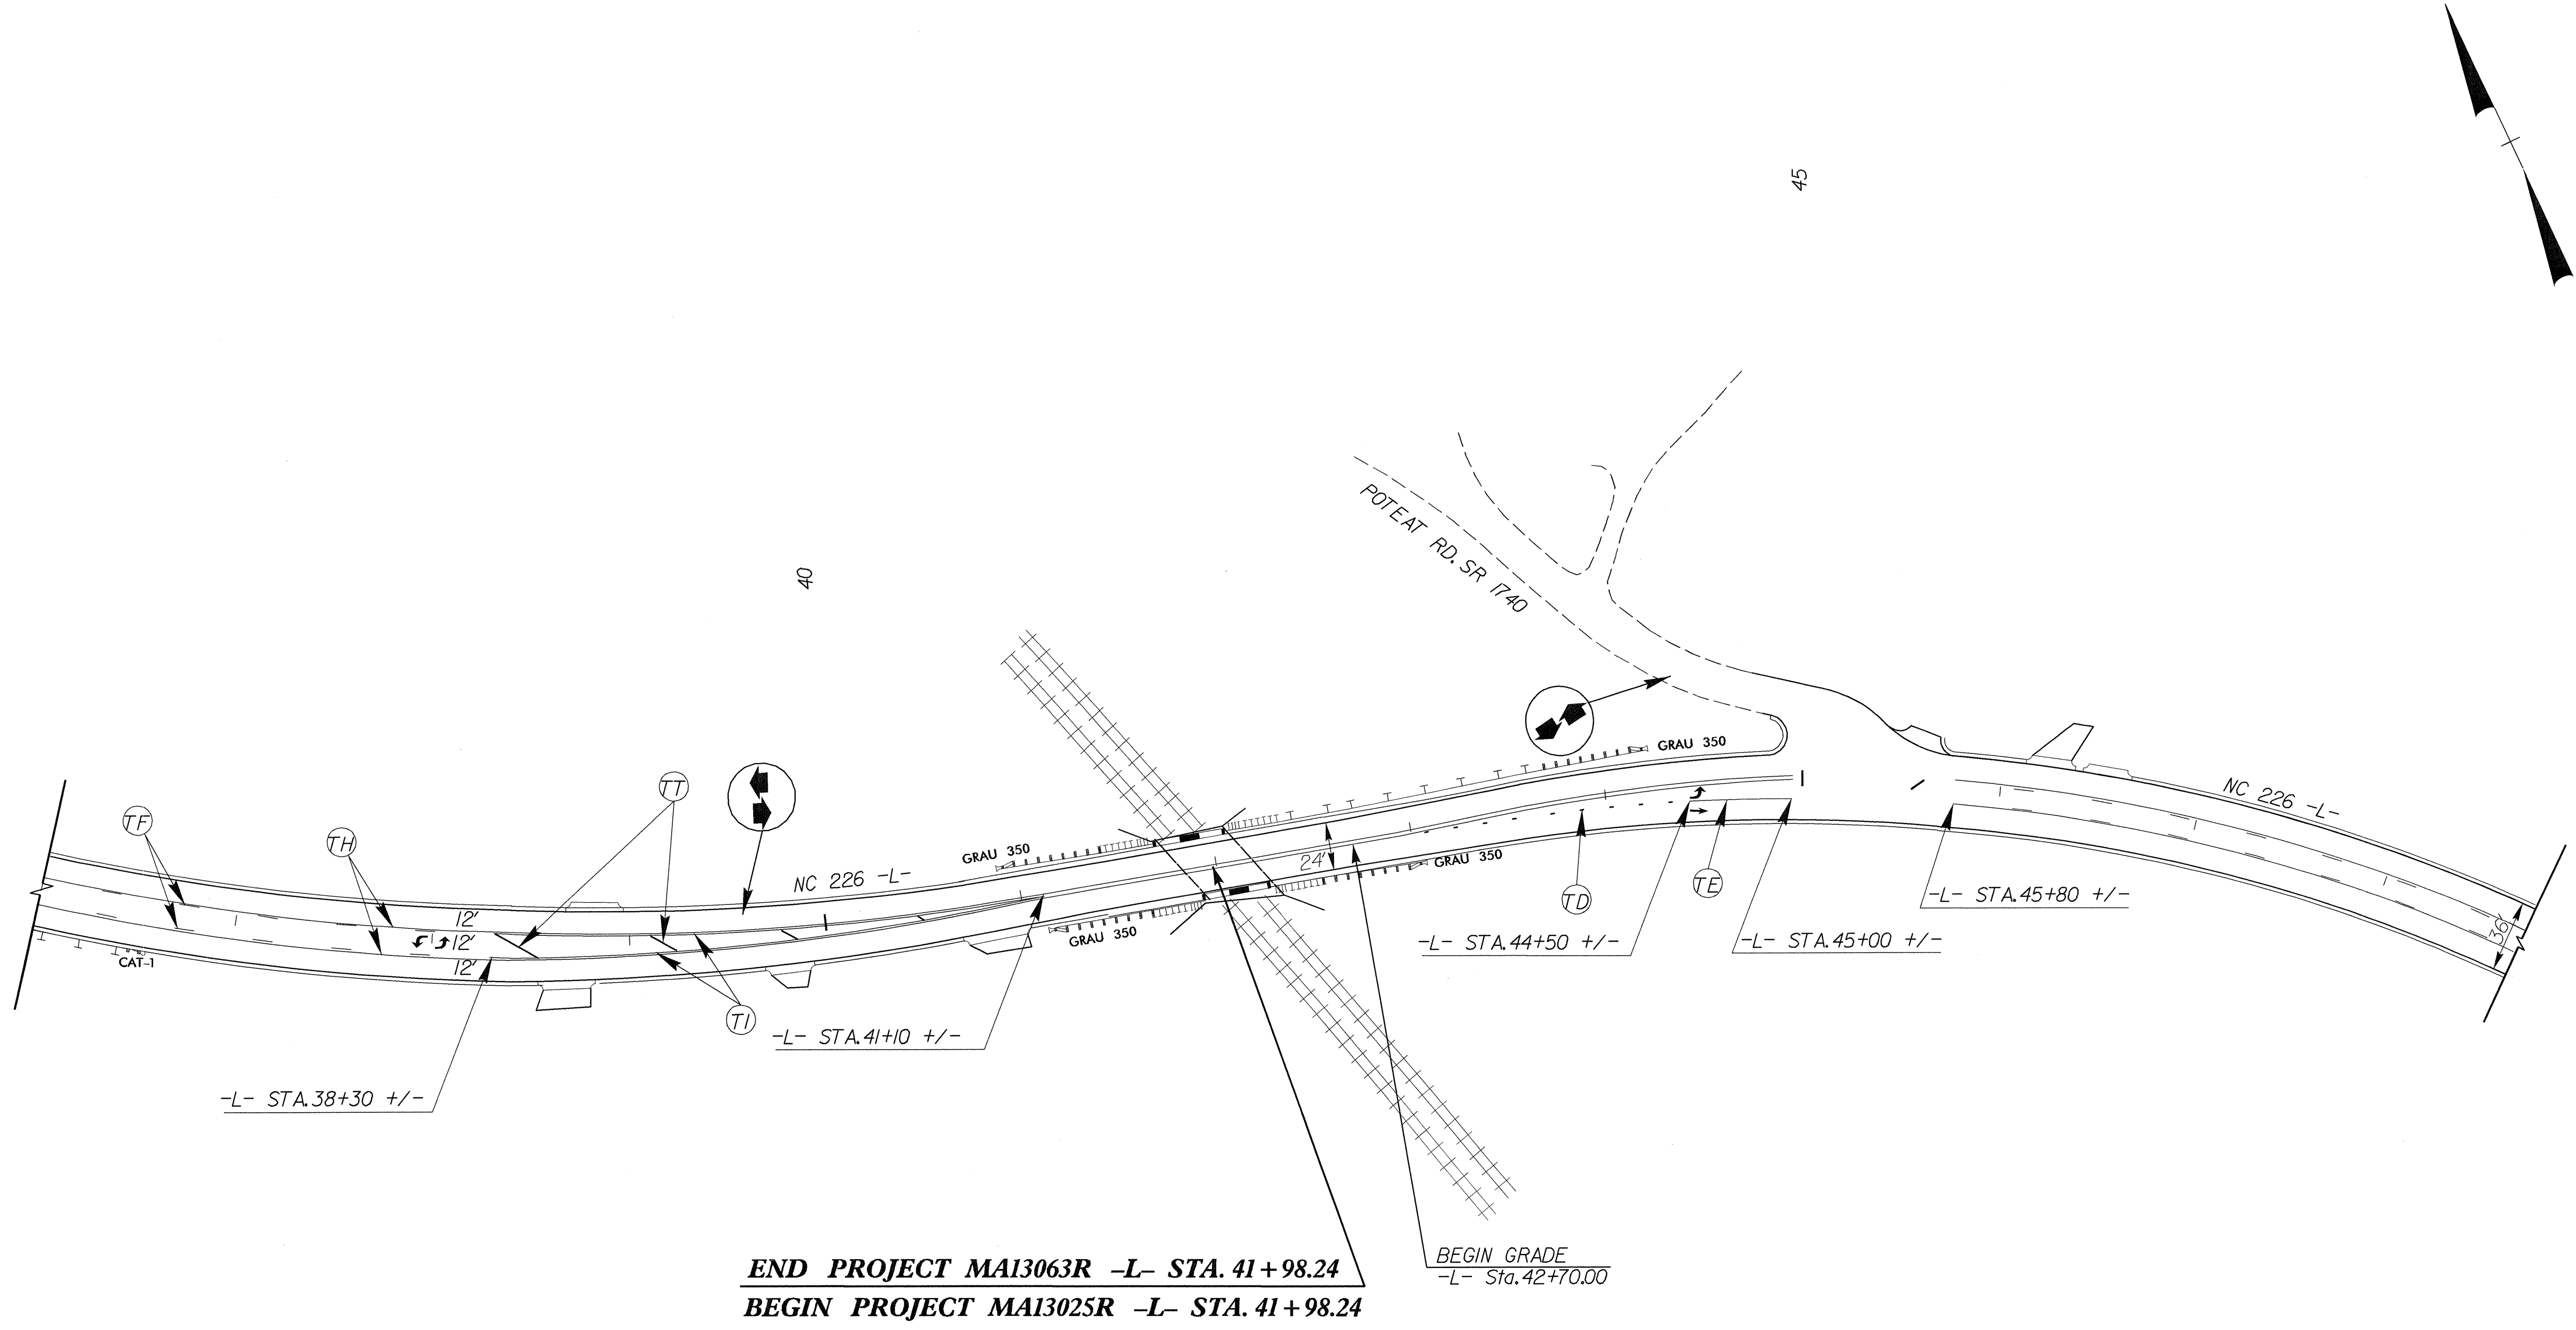 45
40
POTEAT RD. SR 1740
GRAU 350
TT
TF
TH
NC 226 -L-
GRAU 350
NC 226 -L-
24'
GRAU 350
TD
TE
-L- STA. 45+80 +/-
12'
12'
12'
36'
CAT-1
GRAU 350
-L- STA. 44+50 +/-
-L- STA. 45+00 +/-
TI
-L- STA. 41+10 +/-
-L- STA. 38+30 +/-
END PROJECT MA13063R -L- STA. 41+98.24
BEGIN PROJECT MA13025R -L- STA. 41+98.24
BEGIN GRADE
-L- Sta. 42+70.00